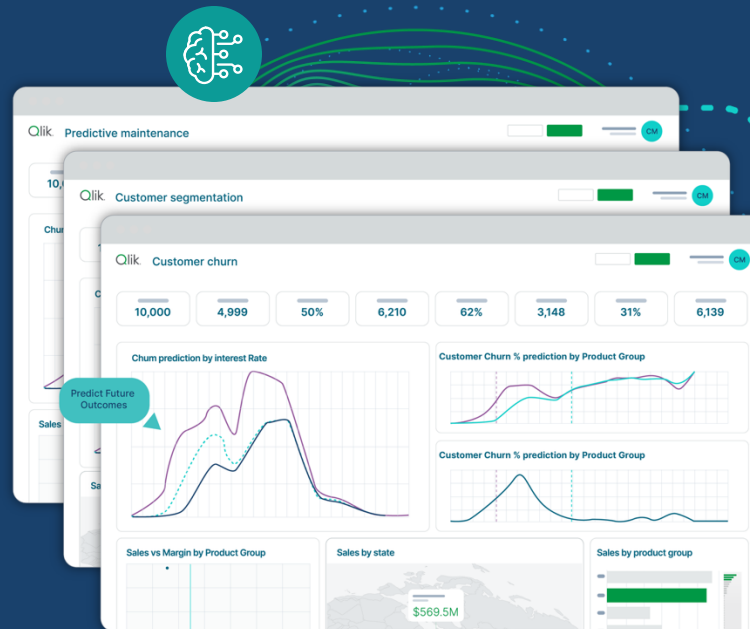 Qlik
Predictive maintenance
CM
10,
Chur
Sales
Qlik
Customer segmentation
CM
Sa
Qlik
Customer churn
CM
10,000
4,999
50%
6,210
62%
3,148
31%
6,139
Churn prediction by interest Rate
Customer Churn % prediction by Product Group
Predict Future
Outcomes
Customer Churn % prediction by Product Group
Sales vs Margin by Product Group
Sales by state
Sales by product group
$569.5M